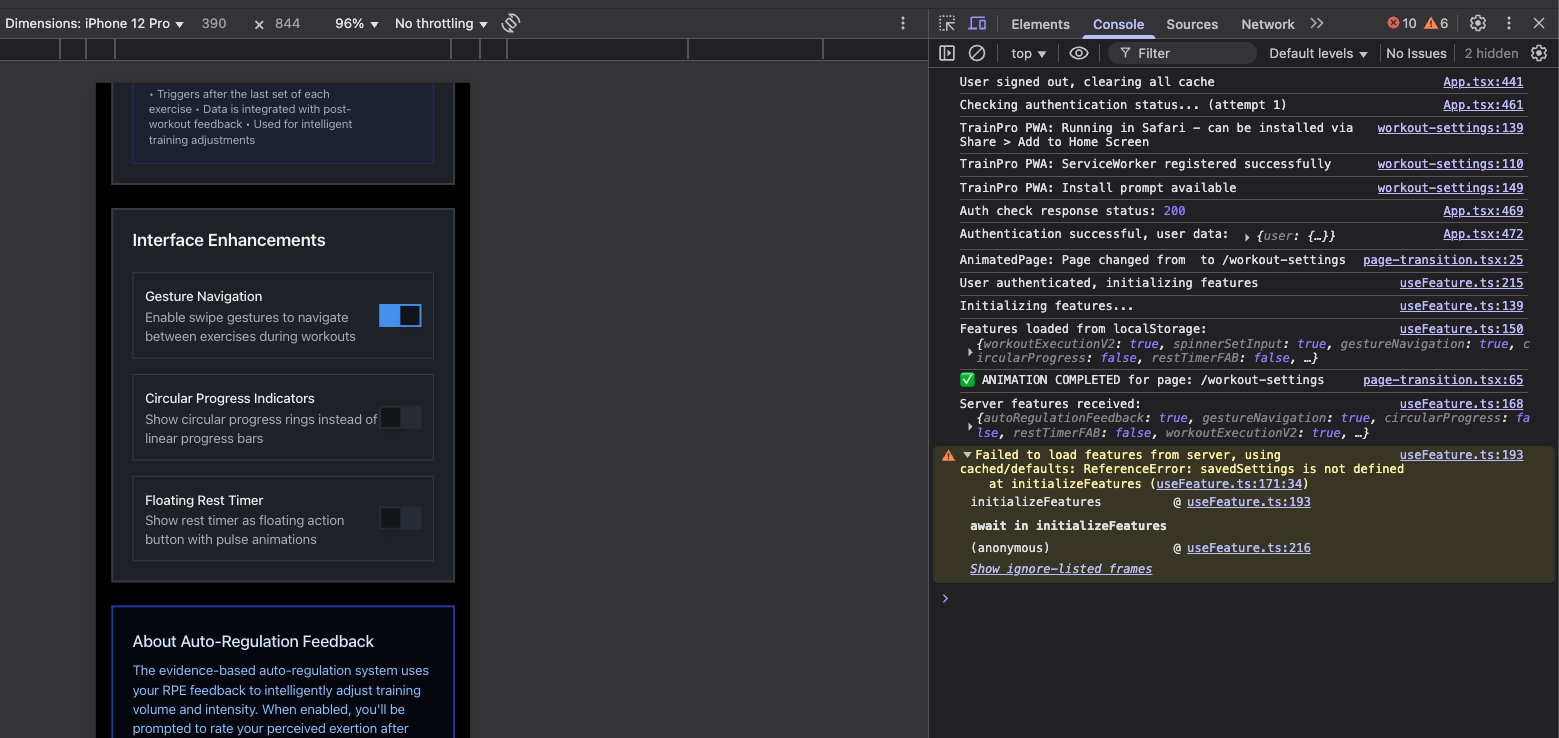 Dimensions: iPhone 12 Pro ▼ 390 x 844 96% ▼ No throttling ▼
• Triggers after the last set of each
exercise • Data is integrated with post-
workout feedback • Used for intelligent
training adjustments
Interface Enhancements
Gesture Navigation
Enable swipe gestures to navigate
between exercises during workouts
Circular Progress Indicators
Show circular progress rings instead of
linear progress bars
Floating Rest Timer
Show rest timer as floating action
button with pulse animations
About Auto-Regulation Feedback
The evidence-based auto-regulation system uses
your RPE feedback to intelligently adjust training
volume and intensity. When enabled, you'll be
prompted to rate your perceived exertion after
Elements Console Sources Network 10 6
top ▼ Filter Default levels ▼ No Issues 2 hidden
User signed out, clearing all cache App.tsx:441
Checking authentication status... (attempt 1) App.tsx:461
TrainPro PWA: Running in Safari - can be installed via workout-settings:139
Share > Add to Home Screen
TrainPro PWA: ServiceWorker registered successfully workout-settings:110
TrainPro PWA: Install prompt available workout-settings:149
Auth check response status: 200 App.tsx:469
Authentication successful, user data: {user: {…}} App.tsx:472
AnimatedPage: Page changed from to /workout-settings page-transition.tsx:25
User authenticated, initializing features useFeature.ts:215
Initializing features... useFeature.ts:139
Features loaded from localStorage: useFeature.ts:150
{workoutExecutionV2: true, spinnerSetInput: true, gestureNavigation: true, c
ircularProgress: false, restTimerFAB: false, …}
✅ ANIMATION COMPLETED for page: /workout-settings page-transition.tsx:65
Server features received: useFeature.ts:168
{autoRegulationFeedback: true, gestureNavigation: true, circularProgress: fa
lse, restTimerFAB: false, workoutExecutionV2: true, …}
Failed to load features from server, using useFeature.ts:193
cached/defaults: ReferenceError: savedSettings is not defined
at initializeFeatures (useFeature.ts:171:34)
initializeFeatures @ useFeature.ts:193
await in initializeFeatures
(anonymous) @ useFeature.ts:216
Show ignore-listed frames